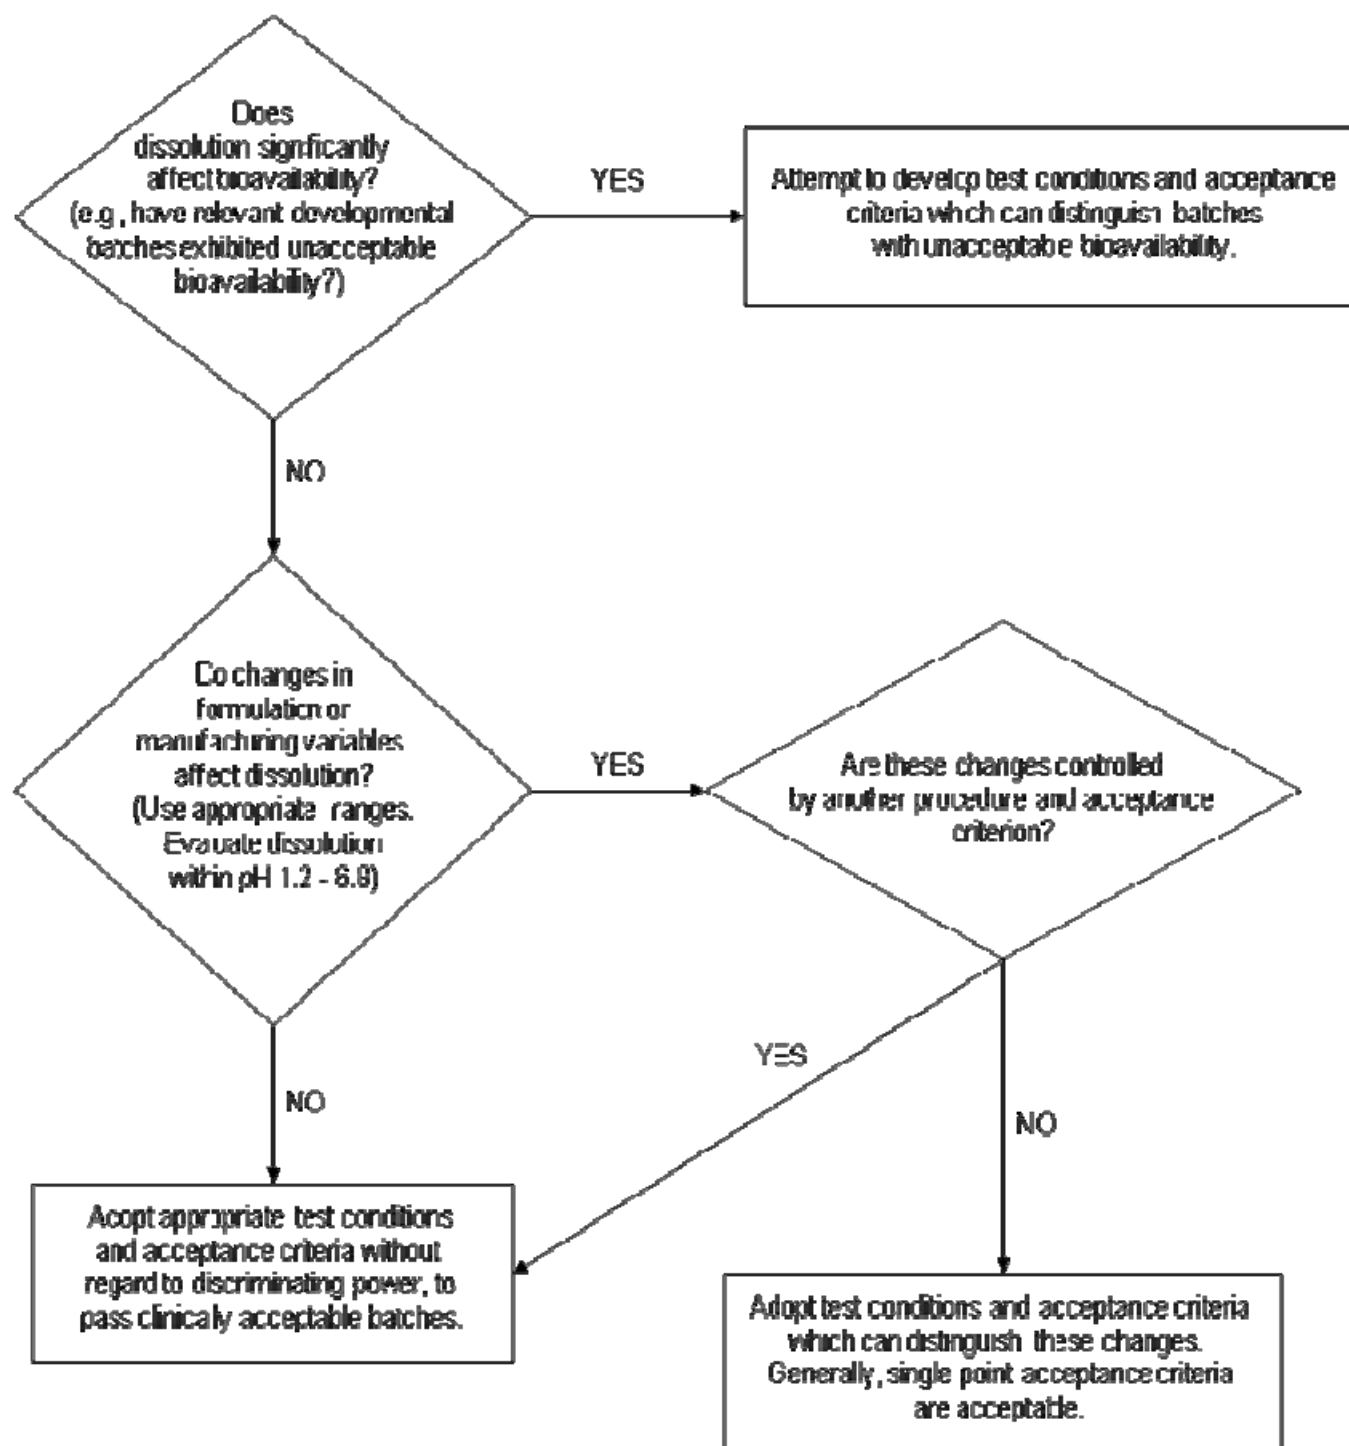 Does
dissolution significantly
affect bioavailability?
(e.g., have relevant developmental
batches exhibited unacceptable
bioavailability?)
YES
Attempt to develop test conditions and acceptance
criteria which can distinguish batches
with unacceptable bioavailability.
NO
Do changes in
formulation or
manufacturing variables
affect dissolution?
(Use appropriate ranges.
Evaluate dissolution
within pH 1.2 - 6.8)
YES
Are these changes controlled
by another procedure and acceptance
criterion?
YES
NO
NO
Adopt appropriate test conditions
and acceptance criteria without
regard to discriminating power, to
pass clinicaly acceptable batches.
Adopt test conditions and acceptance criteria
which can distinguish these changes.
Generally, single point acceptance criteria
are acceptable.